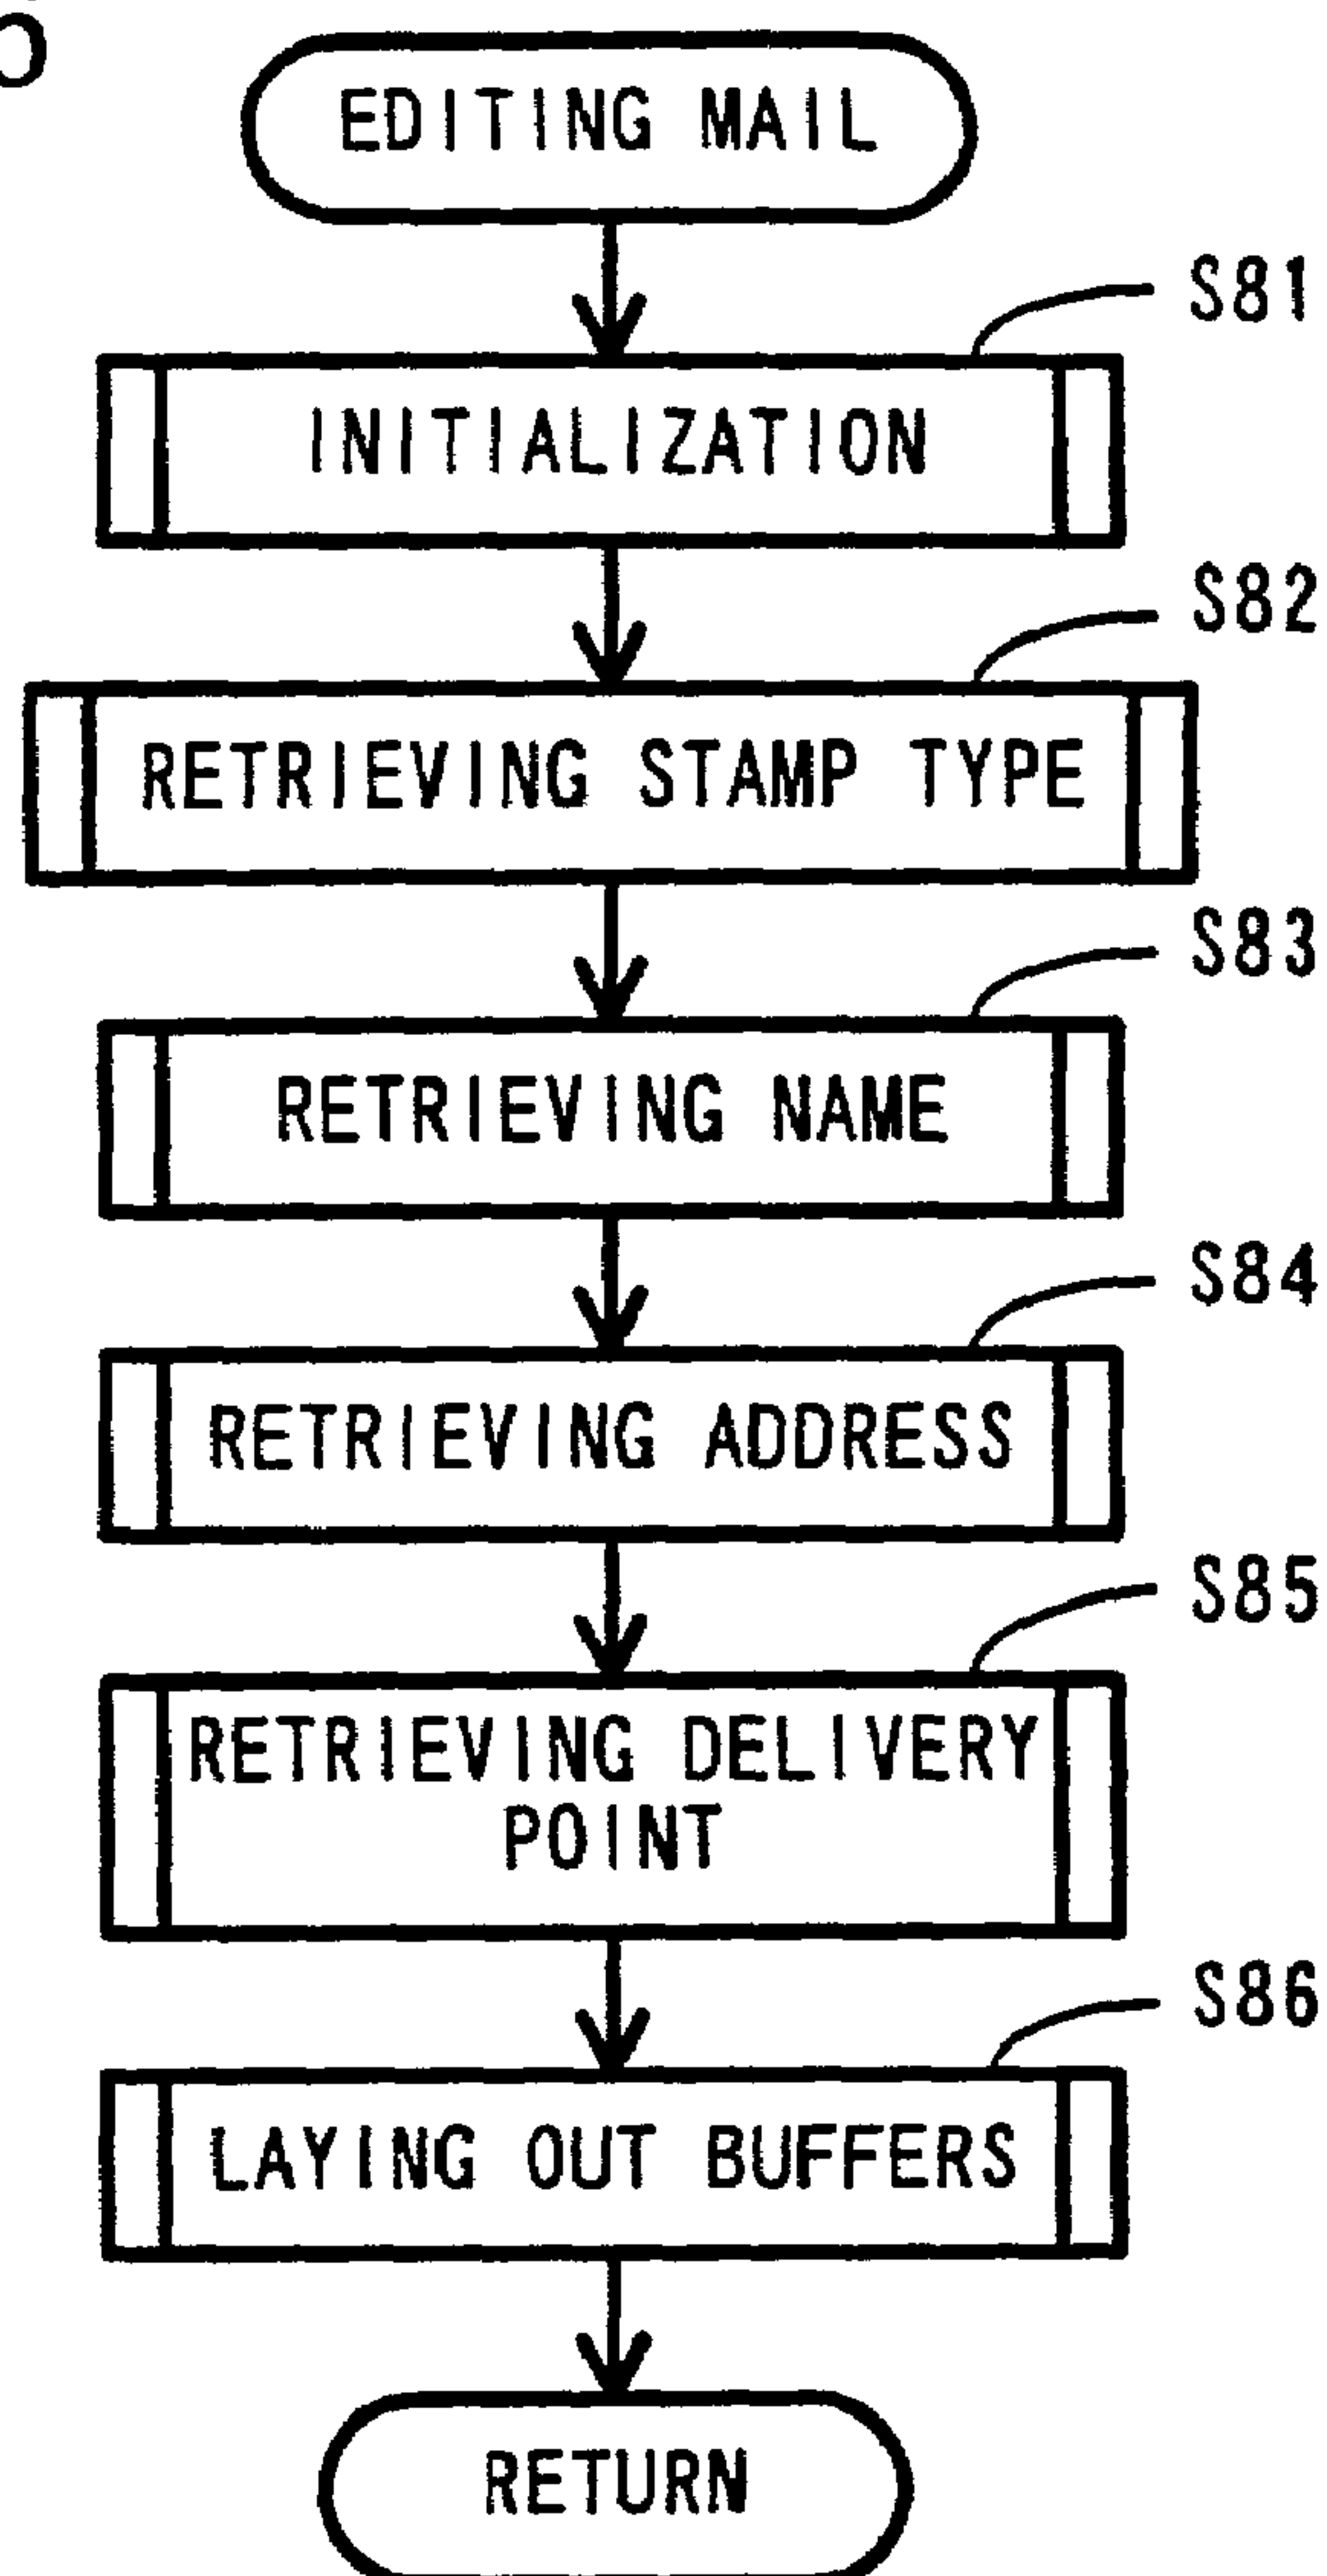 EDITING MAIL
S81
INITIALIZATION
S82
RETRIEVING STAMP TYPE
S83
RETRIEVING NAME
S84
RETRIEVING ADDRESS
S85
RETRIEVING DELIVERY
POINT
S86
LAYING OUT BUFFERS
RETURN